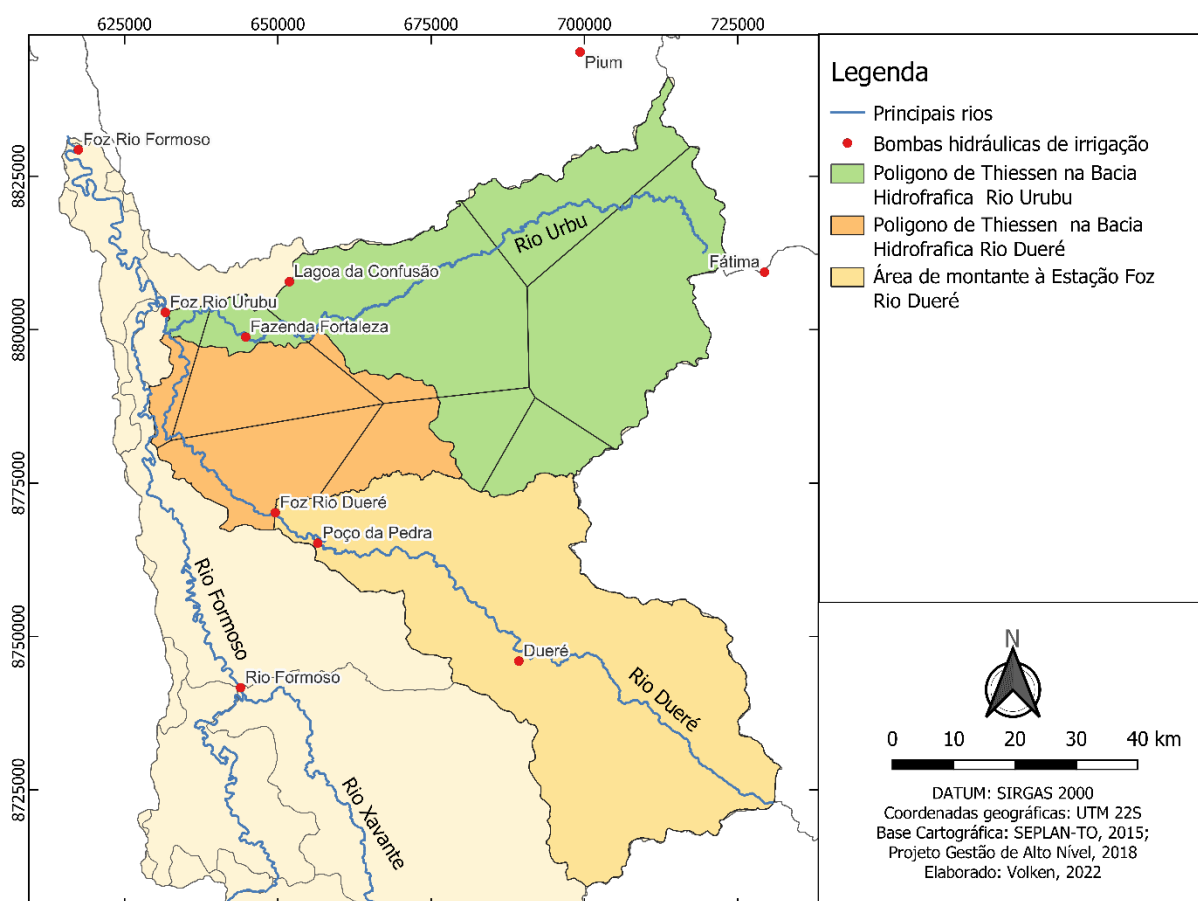 625000
650000
675000
700000
725000
8825000
8800000
8775000
8750000
8725000
Pium
Foz Rio Formoso
Rio Urbu
Fátima
Lagoa da Confusão
Foz Rio Urubu
Fazenda Fortaleza
Foz Rio Dueré
Poço da Pedra
Rio Formoso
Dueré
Rio Formoso
Rio Dueré
Rio Xavante
Legenda
Principais rios
Bombas hidráulicas de irrigação
Poligono de Thiessen na Bacia
Hidrofrafica Rio Urubu
Poligono de Thiessen na Bacia
Hidrofrafica Rio Dueré
Área de montante à Estação Foz
Rio Dueré
N
0 10 20 30 40 km
DATUM: SIRGAS 2000
Coordenadas geográficas: UTM 22S
Base Cartográfica: SEPLAN-TO, 2015;
Projeto Gestão de Alto Nível, 2018
Elaborado: Volken, 2022